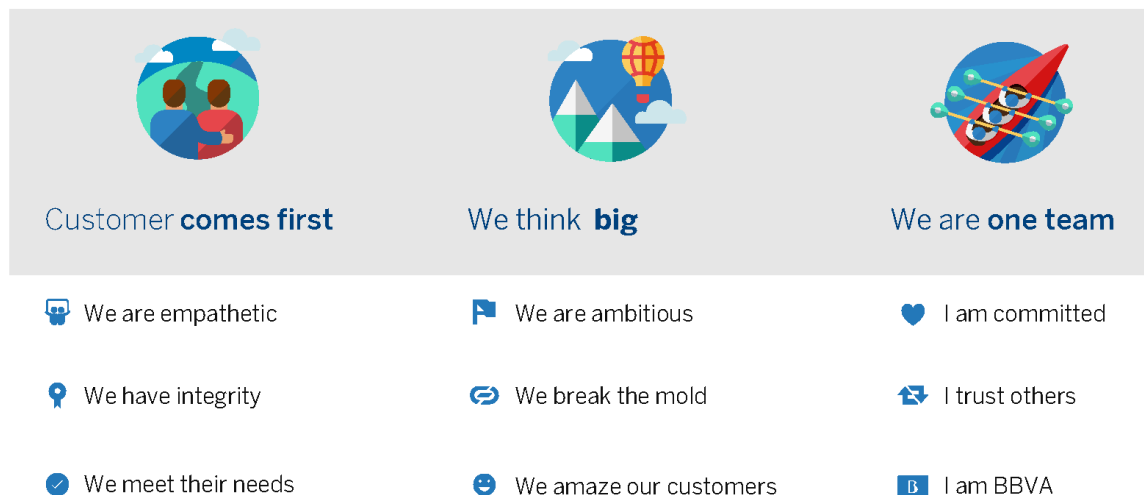 Customer comes first
We think big
We are one team
We are empathetic
We are ambitious
I am committed
We have integrity
We break the mold
I trust others
We meet their needs
We amaze our customers
B I am BBVA